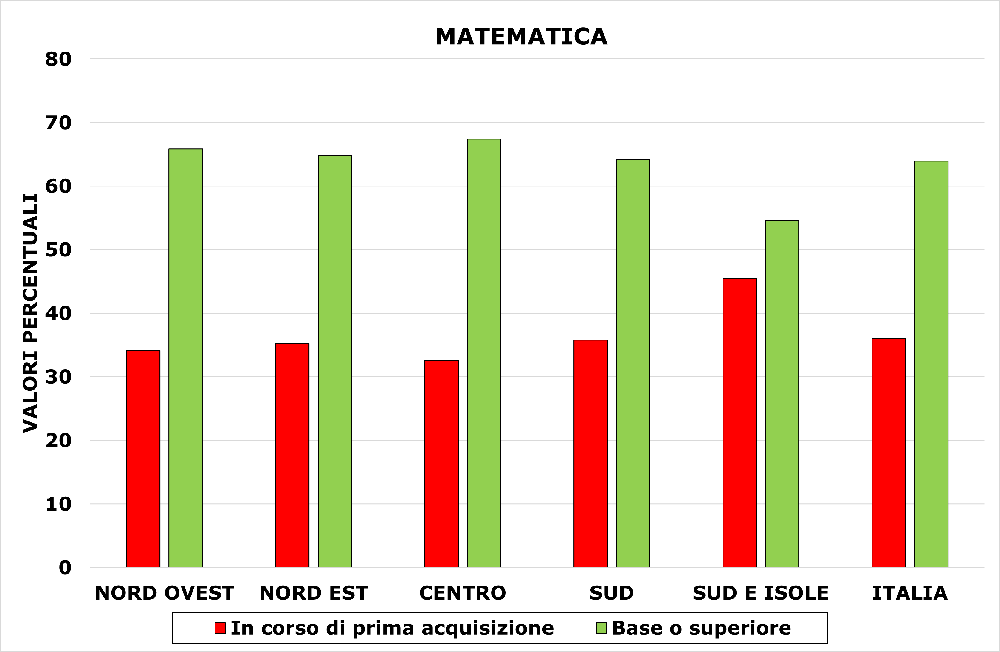 MATEMATICA
80
70
60
50
40
30
20
10
0
VALORI PERCENTUALI
NORD OVEST NORD EST CENTRO SUD SUD E ISOLE ITALIA
In corso di prima acquisizione Base o superiore